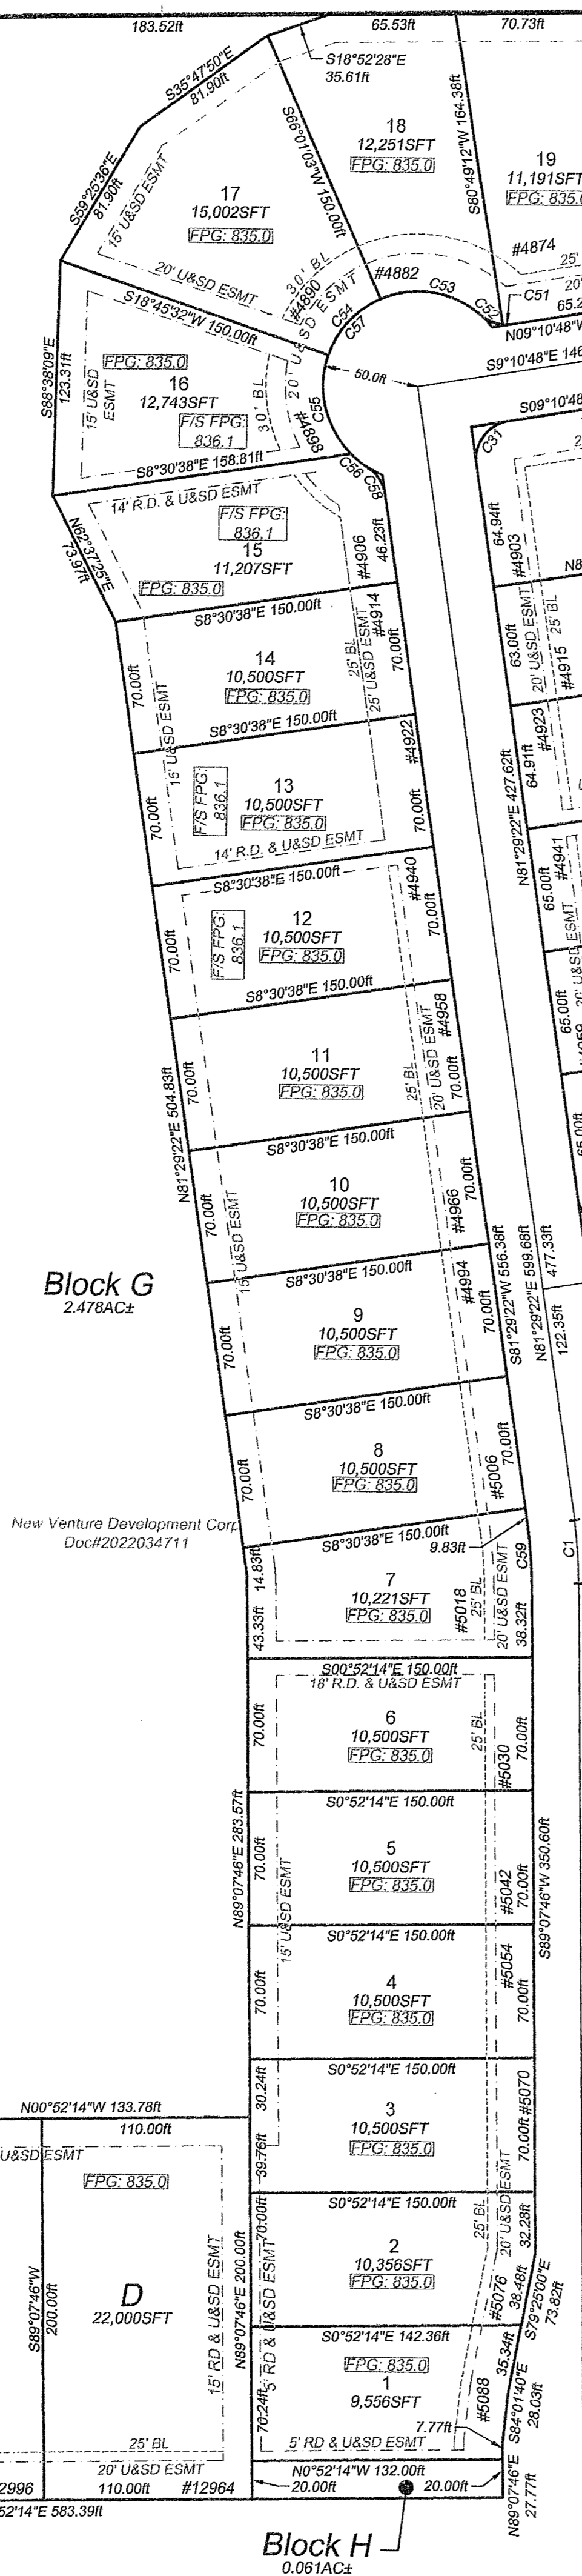 183.52ft
65.53ft
70.73ft
S18°52'28"E
35.61ft
S35°47'50"E
81.90ft
S59°25'36"E
81.90ft
15' U&SD ESMT
17
15,002SFT
FPG: 835.0
20' U&SD ESMT
S66°01'03"W 150.00ft
18
12,251SFT
FPG: 835.0
S80°49'12"W 164.38ft
19
11,191SFT
FPG: 835.0
#4874
25'
20'
#4882
C53
C52
C51
65.2
N09°10'48"W
S9°10'48"E 146
30' BL
#4890
20' U&SD ESMT
C54
C57
50.0ft
S18°45'32"W 150.00ft
S88°38'09"E
123.31ft
15' U&SD
ESMT
FPG: 835.0
16
12,743SFT
F/S FPG:
836.1
30' BL
#4898
C55
S8°30'38"E 158.81ft
C56
C58
S09°10'48"
C31
14' R.D. & U&SD ESMT
N62°37'25"E
73.97ft
F/S FPG:
836.1
15
11,207SFT
FPG: 835.0
#4906
46.23ft
64.94ft
#4903
N8
S8°30'38"E 150.00ft
70.00ft
14
10,500SFT
FPG: 835.0
#4914
70.00ft
25' BL
25' U&SD ESMT
63.00ft
20' U&SD ESMT
25' BL
#4915
S8°30'38"E 150.00ft
15' U&SD ESMT
#4922
#4923
64.91ft
N81°29'22"E 427.62ft
70.00ft
F/S FPG:
836.1
13
10,500SFT
FPG: 835.0
70.00ft
14' R.D. & U&SD ESMT
#4941
S8°30'38"E 150.00ft
#4940
65.00ft
70.00ft
F/S FPG:
836.1
12
10,500SFT
FPG: 835.0
70.00ft
20' U&SD ESMT
S8°30'38"E 150.00ft
#4958
65.00ft
#4959
N81°29'22"E 504.83ft
70.00ft
11
10,500SFT
FPG: 835.0
25' BL
20' U&SD ESMT
70.00ft
65.00ft
S8°30'38"E 150.00ft
70.00ft
10
10,500SFT
FPG: 835.0
70.00ft
#4966
15' U&SD ESMT
S8°30'38"E 150.00ft
#4994
S81°29'22"W 556.38ft
N81°29'22"E 599.68ft
477.33ft
122.35ft
Block G
2.478AC±
70.00ft
9
10,500SFT
FPG: 835.0
70.00ft
S8°30'38"E 150.00ft
70.00ft
8
10,500SFT
FPG: 835.0
#5006
70.00ft
New Venture Development Corp
Doc#2022034711
S8°30'38"E 150.00ft
9.83ft
C59
C1
14.83ft
43.33ft
7
10,221SFT
FPG: 835.0
#5018
25' BL
20' U&SD ESMT
38.32ft
S00°52'14"E 150.00ft
18' R.D. & U&SD ESMT
70.00ft
6
10,500SFT
FPG: 835.0
25' BL
#5030
70.00ft
S0°52'14"E 150.00ft
N89°07'46"E 283.57ft
70.00ft
5
10,500SFT
FPG: 835.0
#5042
70.00ft
S89°07'46"W 350.60ft
15' U&SD ESMT
S0°52'14"E 150.00ft
70.00ft
4
10,500SFT
FPG: 835.0
#5054
70.00ft
S0°52'14"E 150.00ft
30.24ft
39.76ft
3
10,500SFT
FPG: 835.0
#5070
70.00ft
N00°52'14"W 133.78ft
110.00ft
U&SD ESMT
FPG: 835.0
S0°52'14"E 150.00ft
70.00ft
2
10,356SFT
FPG: 835.0
25' BL
20' U&SD ESMT
32.28ft
#5076
38.48ft
S79°25'00"E
73.82ft
S89°07'46"W
200.00ft
D
22,000SFT
15' RD & U&SD ESMT
N89°07'46"E 200.00ft
5' RD & U&SD ESMT
S0°52'14"E 142.36ft
FPG: 835.0
1
9,556SFT
70.24ft
#5088
35.34ft
S84°01'40"E
28.03ft
7.77ft
5' RD & U&SD ESMT
25' BL
20' U&SD ESMT
N0°52'14"W 132.00ft
20.00ft
20.00ft
N89°07'46"E
27.77ft
2996
110.00ft
#12964
52'14"E 583.39ft
Block H
0.061AC±